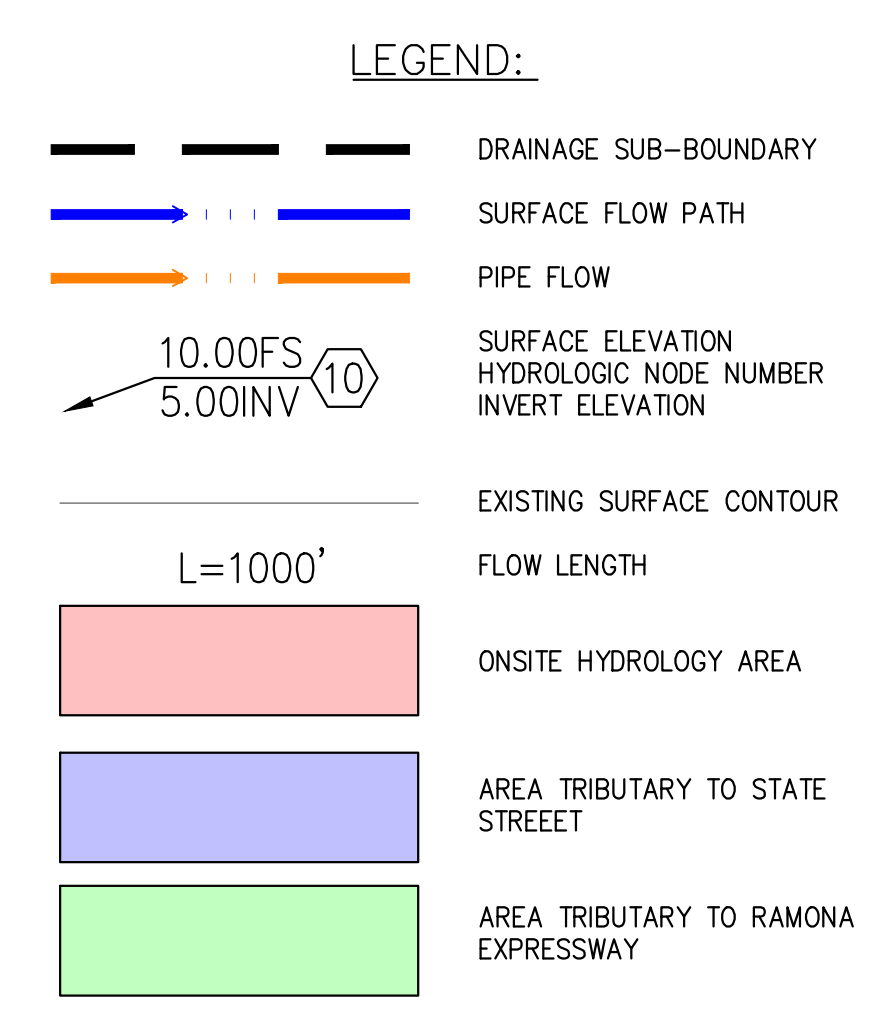 LEGEND:
DRAINAGE SUB-BOUNDARY
SURFACE FLOW PATH
PIPE FLOW
10.00FS
5.00INV
10
SURFACE ELEVATION
HYDROLOGIC NODE NUMBER
INVERT ELEVATION
EXISTING SURFACE CONTOUR
L=1000'
FLOW LENGTH
ONSITE HYDROLOGY AREA
AREA TRIBUTARY TO STATE
STREEET
AREA TRIBUTARY TO RAMONA
EXPRESSWAY